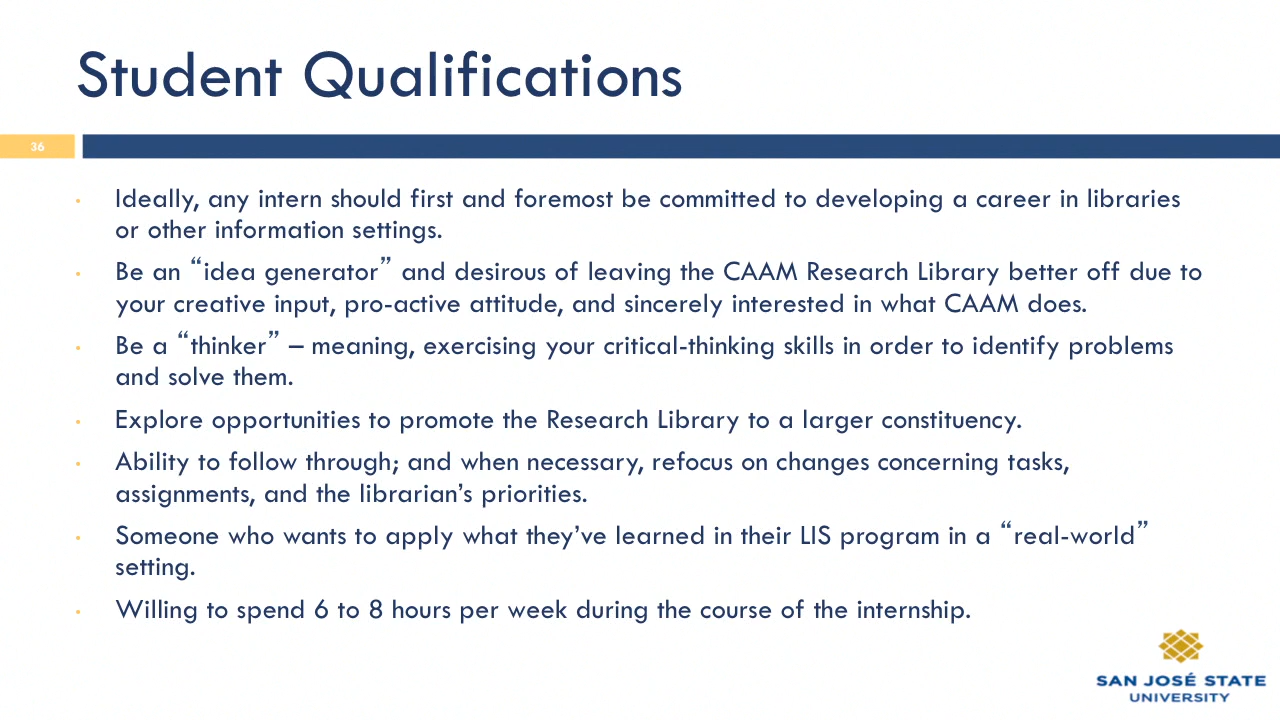 Student Qualifications
36
Ideally, any intern should first and foremost be committed to developing a career in libraries
or other information settings.
Be an “idea generator” and desirous of leaving the CAAM Research Library better off due to
your creative input, pro-active attitude, and sincerely interested in what CAAM does.
Be a “thinker” – meaning, exercising your critical-thinking skills in order to identify problems
and solve them.
Explore opportunities to promote the Research Library to a larger constituency.
Ability to follow through; and when necessary, refocus on changes concerning tasks,
assignments, and the librarian’s priorities.
Someone who wants to apply what they’ve learned in their LIS program in a “real-world”
setting.
Willing to spend 6 to 8 hours per week during the course of the internship.
SAN JOSÉ STATE
UNIVERSITY